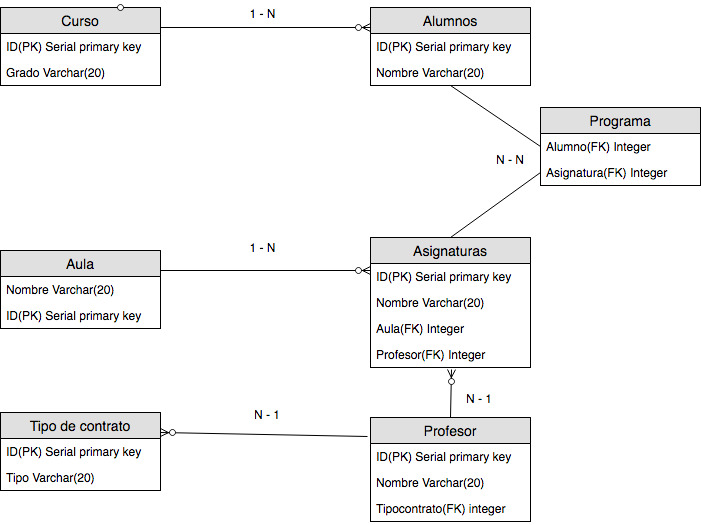 Curso
ID(PK) Serial primary key
Grado Varchar(20)
1 - N
Alumnos
ID(PK) Serial primary key
Nombre Varchar(20)
Programa
Alumno(FK) Integer
Asignatura(FK) Integer
N - N
Aula
Nombre Varchar(20)
ID(PK) Serial primary key
1 - N
Asignaturas
ID(PK) Serial primary key
Nombre Varchar(20)
Aula(FK) Integer
Profesor(FK) Integer
N - 1
Tipo de contrato
ID(PK) Serial primary key
Tipo Varchar(20)
N - 1
Profesor
ID(PK) Serial primary key
Nombre Varchar(20)
Tipocontrato(FK) integer